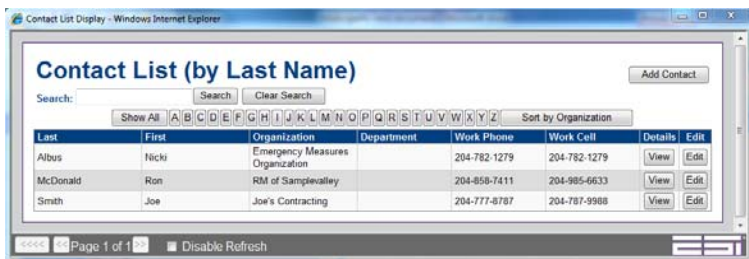 Contact List Display - Windows Internet Explorer
Contact List (by Last Name)
Add Contact
Search: Search Clear Search
Show All A B C D E F G H I J K L M N O P Q R S T U V W X Y Z Sort by Organization
Last First Organization Department Work Phone Work Cell Details Edit
Albus Nicki Emergency Measures 204-782-1279 204-782-1279 View Edit
Organization
McDonald Ron RM of Samplevalley 204-858-7411 204-985-6633 View Edit
Smith Joe Joe's Contracting 204-777-8787 204-787-9988 View Edit
<<<< << Page 1 of 1 >> Disable Refresh